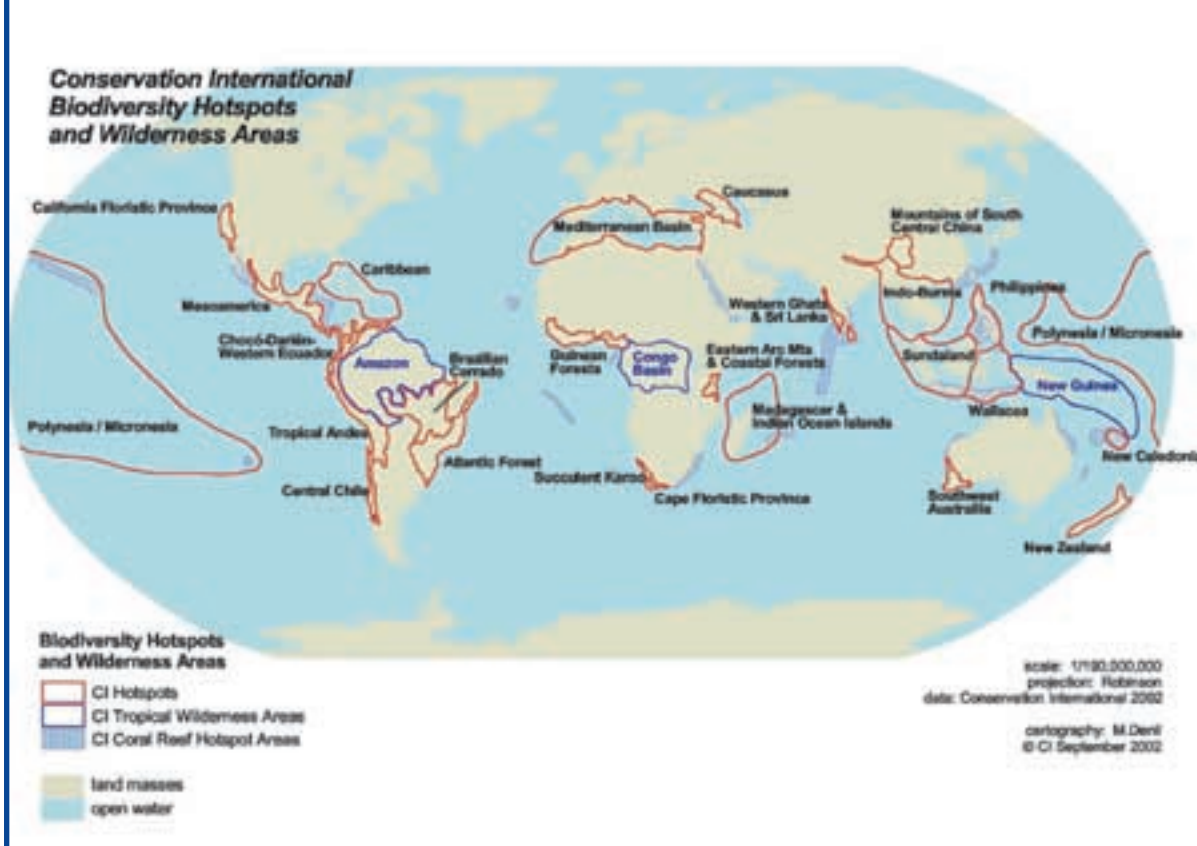 Conservation International
Biodiversity Hotspots
and Wilderness Areas
California Floristic Province
Caucasus
Mediterranean Basin
Mountains of South
Central China
Caribbean
Mesoamerica
Indo-Burma
Philippines
Western Ghats
& Sri Lanka
Polynesia / Micronesia
Chocó-Darién-
Western Ecuador
Amazon
Brazilian
Cerrado
Guinean
Forests
Congo
Basin
Eastern Arc Mts
& Coastal Forests
Sundaland
New Guinea
Wallacea
Madagascar &
Indian Ocean Islands
Polynesia / Micronesia
Tropical Andes
Atlantic Forest
New Caledonia
Central Chile
Succulent Karoo
Cape Floristic Province
Southwest
Australia
New Zealand
Biodiversity Hotspots
and Wilderness Areas
CI Hotspots
CI Tropical Wilderness Areas
CI Coral Reef Hotspot Areas
land masses
open water
scale: 1/190,000,000
projection: Robinson
data: Conservation International 2002
cartography: M.Denil
© CI September 2002